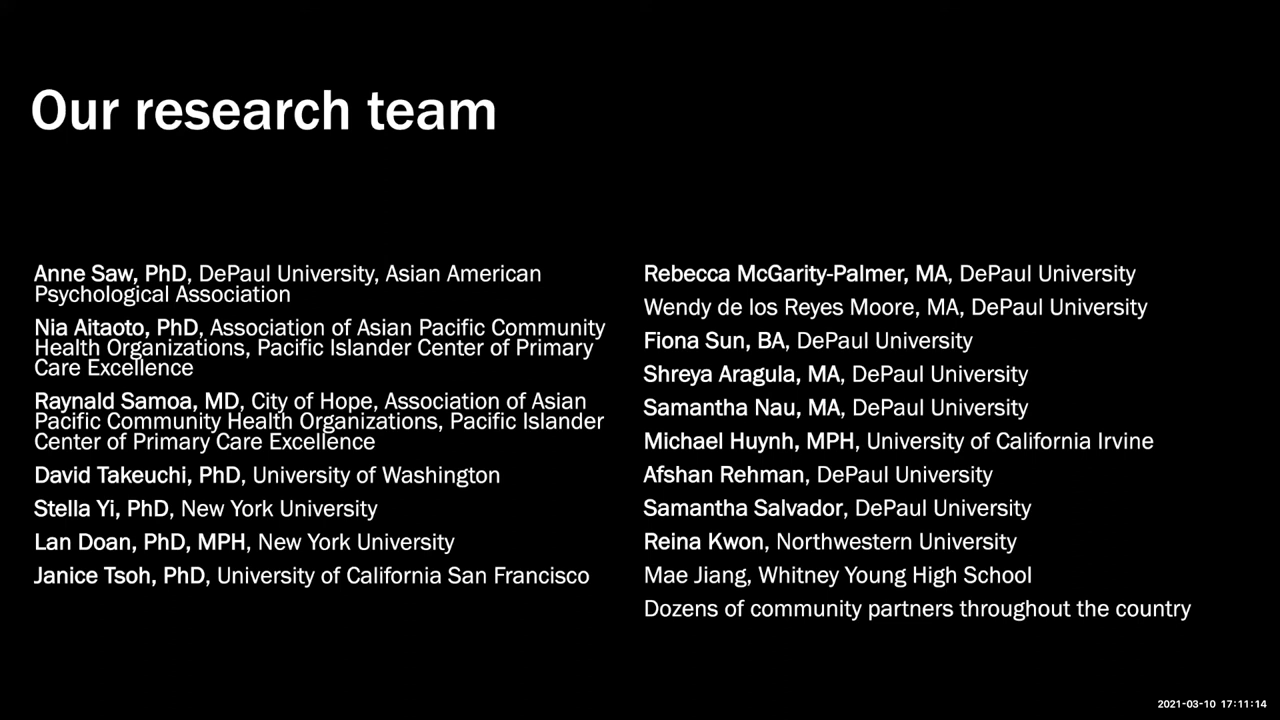 Our research team
Anne Saw, PhD, DePaul University, Asian American
Psychological Association
Nia Aitaoto, PhD, Association of Asian Pacific Community
Health Organizations, Pacific Islander Center of Primary
Care Excellence
Raynald Samoa, MD, City of Hope, Association of Asian
Pacific Community Health Organizations, Pacific Islander
Center of Primary Care Excellence
David Takeuchi, PhD, University of Washington
Stella Yi, PhD, New York University
Lan Doan, PhD, MPH, New York University
Janice Tsoh, PhD, University of California San Francisco
Rebecca McGarity-Palmer, MA, DePaul University
Wendy de los Reyes Moore, MA, DePaul University
Fiona Sun, BA, DePaul University
Shreya Aragula, MA, DePaul University
Samantha Nau, MA, DePaul University
Michael Huynh, MPH, University of California Irvine
Afshan Rehman, DePaul University
Samantha Salvador, DePaul University
Reina Kwon, Northwestern University
Mae Jiang, Whitney Young High School
Dozens of community partners throughout the country
2021-03-10 17:11:14